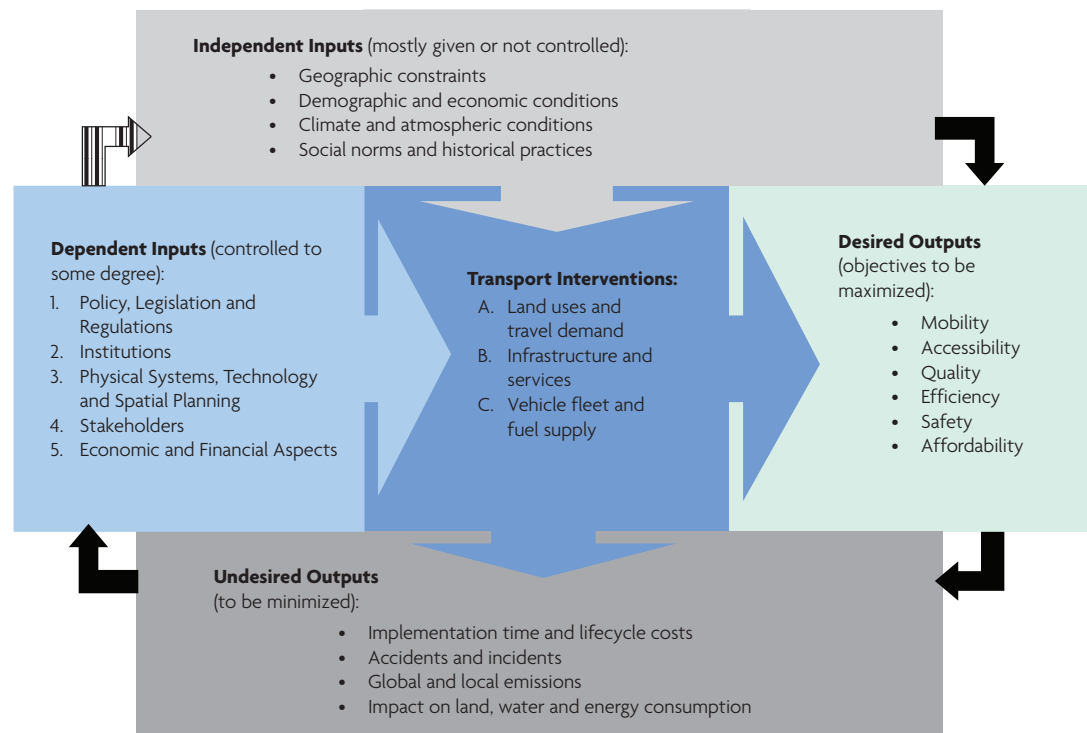 Independent Inputs (mostly given or not controlled):
• Geographic constraints
• Demographic and economic conditions
• Climate and atmospheric conditions
• Social norms and historical practices
Dependent Inputs (controlled to
some degree):
1. Policy, Legislation and
Regulations
2. Institutions
3. Physical Systems, Technology
and Spatial Planning
4. Stakeholders
5. Economic and Financial Aspects
Transport Interventions:
A. Land uses and
travel demand
B. Infrastructure and
services
C. Vehicle fleet and
fuel supply
Desired Outputs
(objectives to be
maximized):
• Mobility
• Accessibility
• Quality
• Efficiency
• Safety
• Affordability
Undesired Outputs
(to be minimized):
• Implementation time and lifecycle costs
• Accidents and incidents
• Global and local emissions
• Impact on land, water and energy consumption